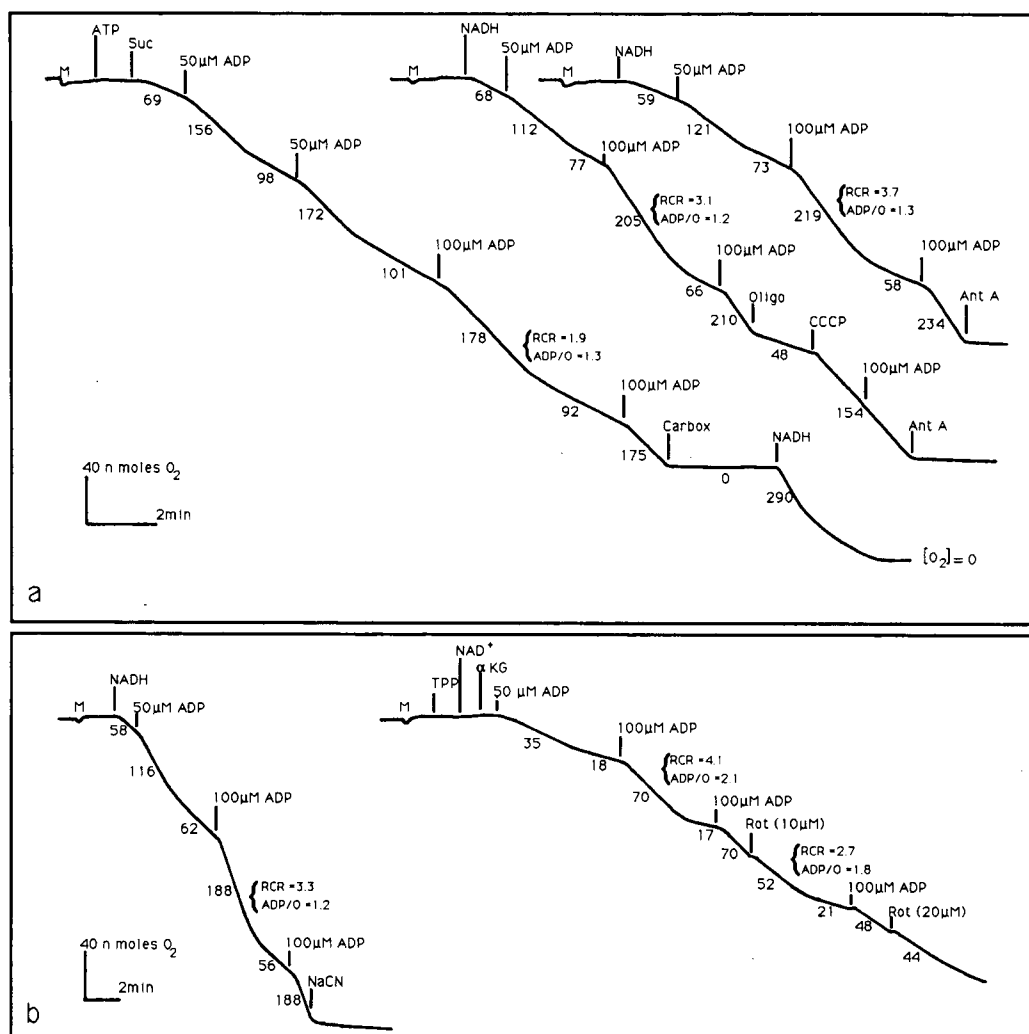 ATP
Suc
M
69
50µM ADP
156
98
50µM ADP
172
101
100µM ADP
178
RCR =1.9
ADP/O =1.3
92
100µM ADP
175
Carbox
0
NADH
290
[O₂]=0
NADH
M
68
50µM ADP
112
77
100µM ADP
205
RCR =3.1
ADP/O =1.2
66
100µM ADP
210
Oligo
48
CCCP
100µM ADP
154
Ant A
NADH
M
59
50µM ADP
121
73
100µM ADP
219
RCR =3.7
ADP/O =1.3
58
100µM ADP
234
Ant A
40 n moles O₂
2min
a
NADH
M
58
50µM ADP
116
62
100µM ADP
188
RCR =3.3
ADP/O =1.2
56
100µM ADP
188
NaCN
40 n moles O₂
2min
NAD⁺
TPP
α KG
M
50 µM ADP
35
18
100µM ADP
70
RCR =4.1
ADP/O =2.1
17
100µM ADP
70
Rot (10µM)
52
RCR =2.7
ADP/O =1.8
21
100µM ADP
48
Rot (20µM)
44
b